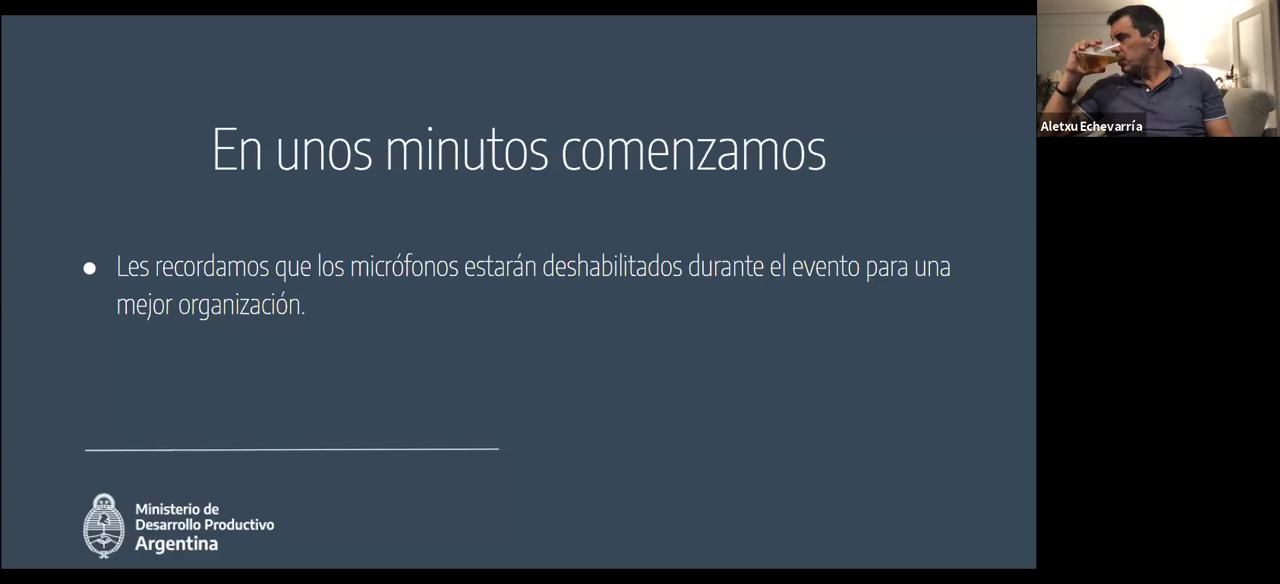 En unos minutos comenzamos
● Les recordamos que los micrófonos estarán deshabilitados durante el evento para una
mejor organización.
Ministerio de
Desarrollo Productivo
Argentina
Aletxu Echevarría